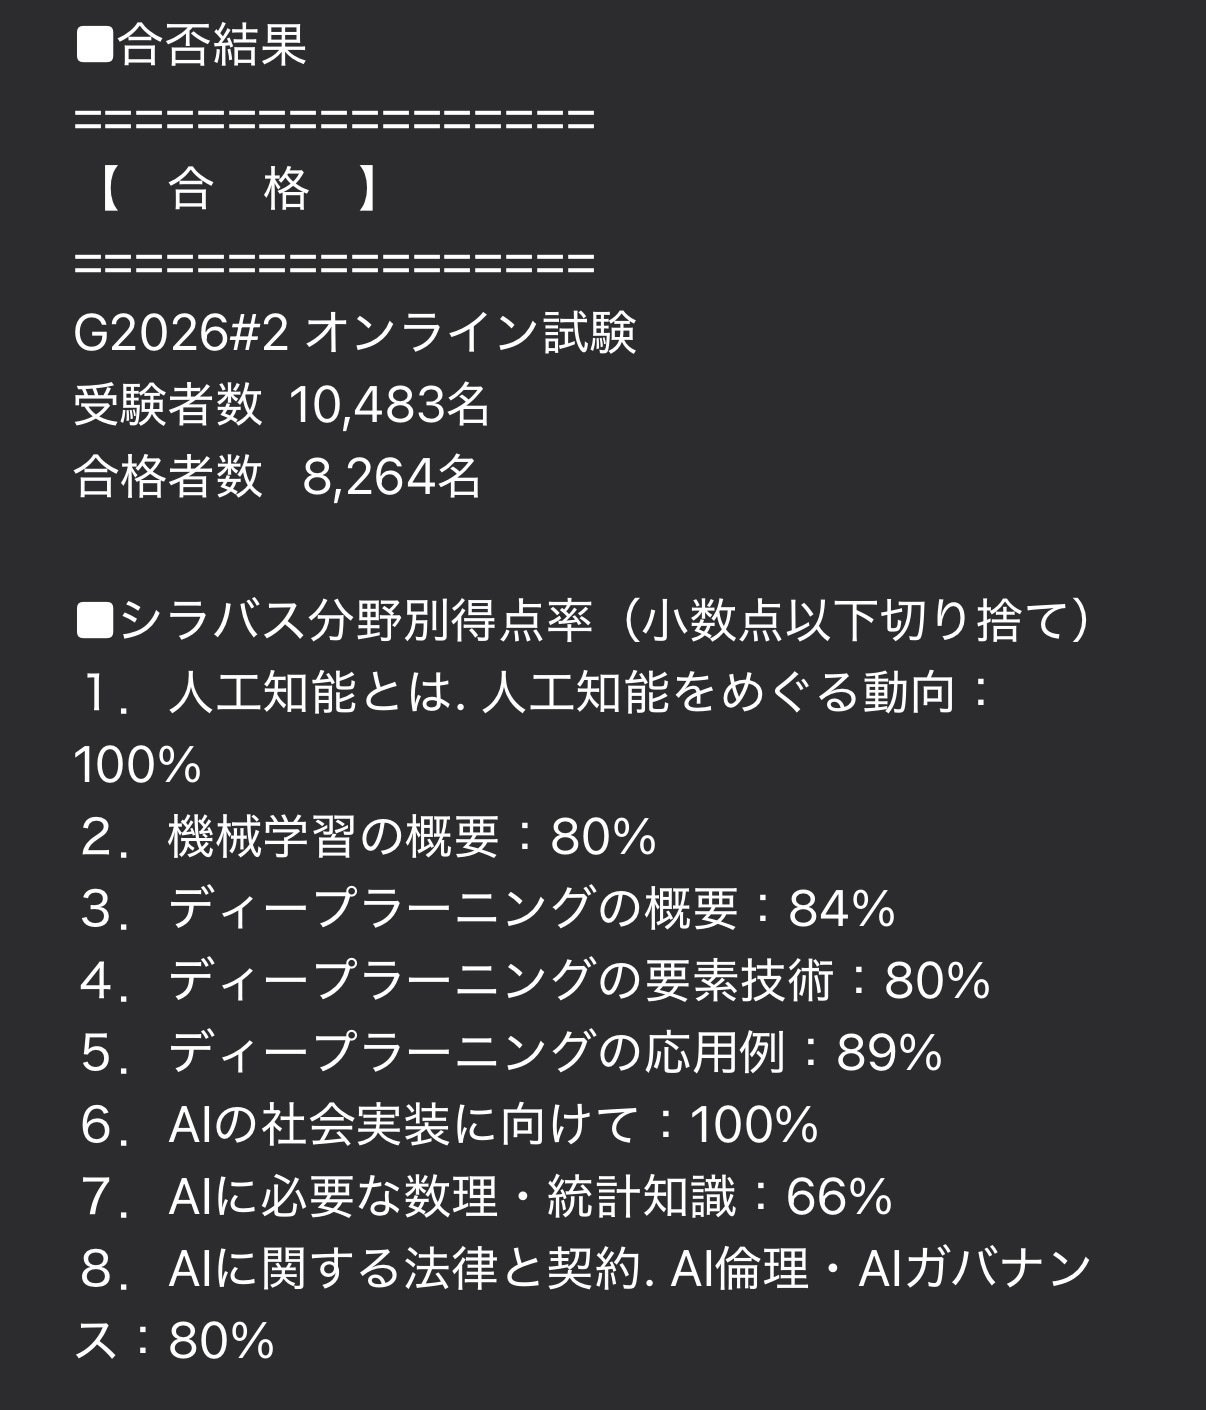 ■合否結果
=================
【　合　格　】
=================
G2026#2 オンライン試験
受験者数  10,483名
合格者数   8,264名
■シラバス分野別得点率（小数点以下切り捨て）
１．人工知能とは. 人工知能をめぐる動向：
100%
２．機械学習の概要：80%
３．ディープラーニングの概要：84%
４．ディープラーニングの要素技術：80%
５．ディープラーニングの応用例：89%
６．AIの社会実装に向けて：100%
７．AIに必要な数理・統計知識：66%
８．AIに関する法律と契約. AI倫理・AIガバナン
ス：80%